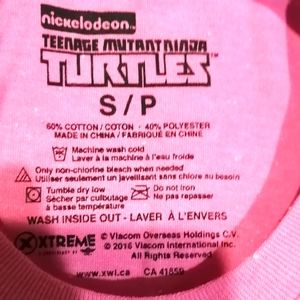 nickelodeon
TEENAGE MUTANT NINJA
TURTLES
S / P
60% COTTON / COTON • 40% POLYESTER
MADE IN CHINA / FABRIQUÉ EN CHINE
Machine wash cold
Laver à la machine à l'eau froide
Only non-chlorine bleach when needed
Utiliser seulement un javellisant sans chlore au besoin
Tumble dry low
Sécher par culbutage
à basse température
Do not iron
Ne pas repasser
WASH INSIDE OUT - LAVER À L'ENVERS
XTREME
© Viacom Overseas Holdings C.V.
© 2016 Viacom International Inc.
All Rights Reserved
www.xwl.ca CA 41859